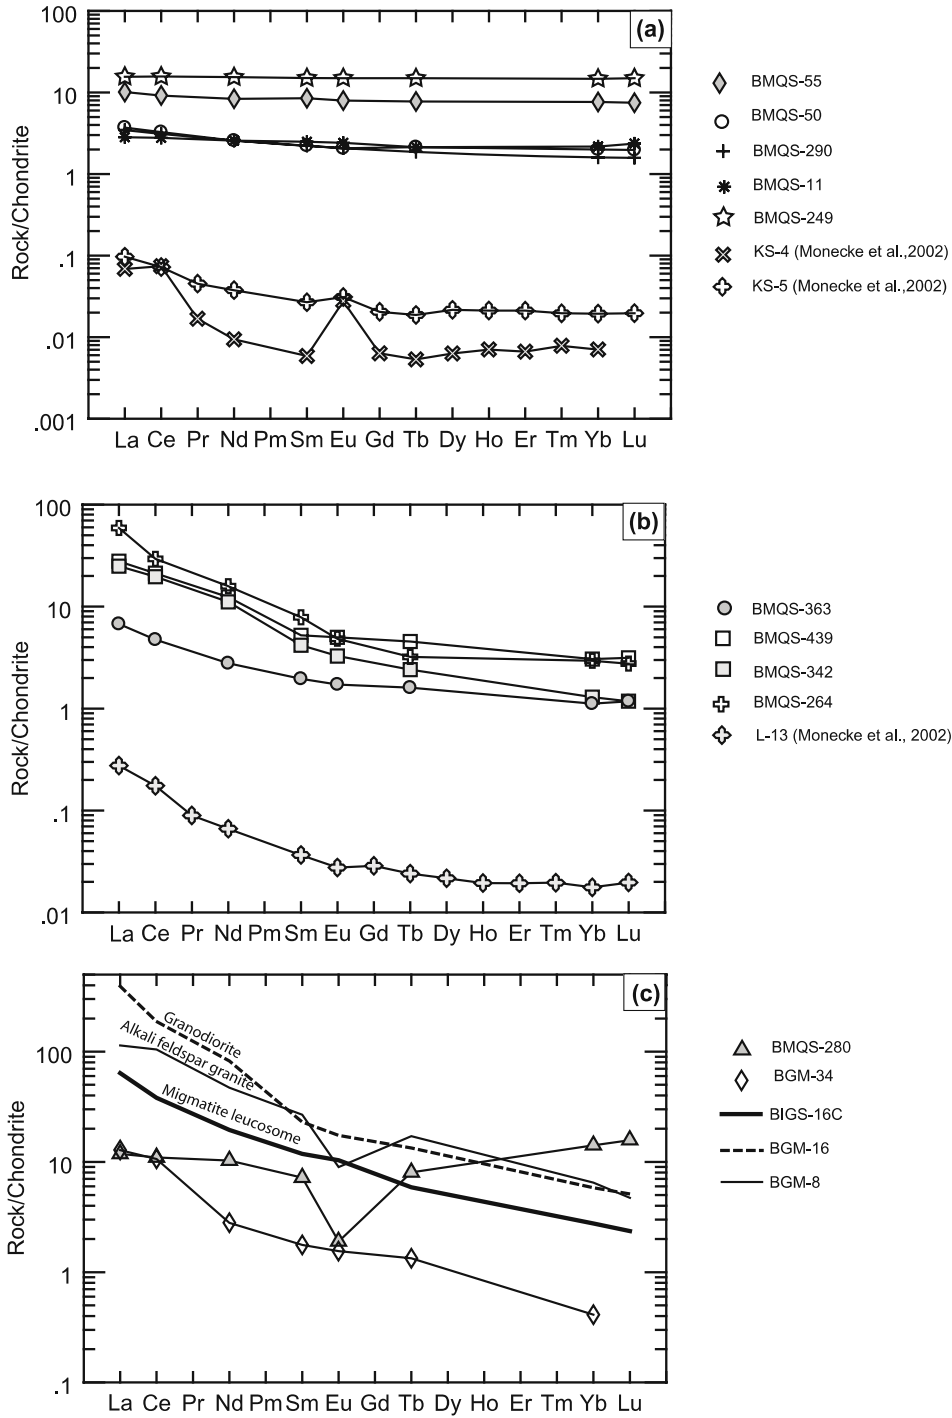 100
10
1
.1
.01
.001
Rock/Chondrite
(a)
La Ce Pr Nd Pm Sm Eu Gd Tb Dy Ho Er Tm Yb Lu
BMQS-55
BMQS-50
BMQS-290
BMQS-11
BMQS-249
KS-4 (Monecke et al.,2002)
KS-5 (Monecke et al.,2002)
100
10
1
.1
.01
Rock/Chondrite
(b)
La Ce Pr Nd Pm Sm Eu Gd Tb Dy Ho Er Tm Yb Lu
BMQS-363
BMQS-439
BMQS-342
BMQS-264
L-13 (Monecke et al., 2002)
100
10
1
.1
Rock/Chondrite
(c)
Granodiorite
Alkali feldspar granite
Migmatite leucosome
La Ce Pr Nd Pm Sm Eu Gd Tb Dy Ho Er Tm Yb Lu
BMQS-280
BGM-34
BIGS-16C
BGM-16
BGM-8